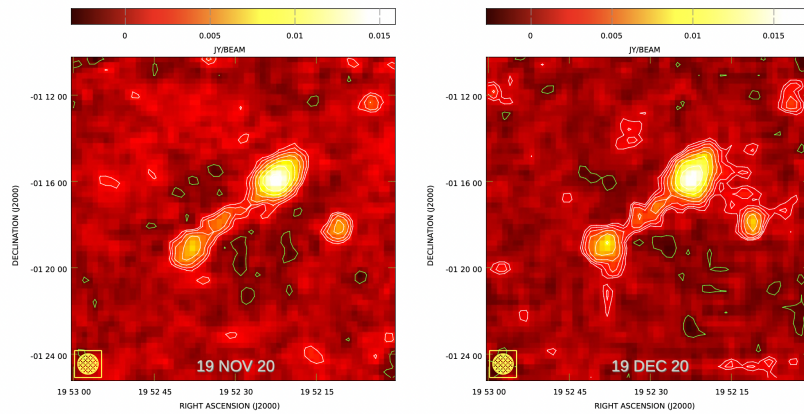 0 0.005 0.01 0.015
JY/BEAM
-01 12 00
-01 16 00
-01 20 00
-01 24 00
DECLINATION (J2000)
19 NOV 20
19 53 00 19 52 45 19 52 30 19 52 15
RIGHT ASCENSION (J2000)
0 0.005 0.01 0.015
JY/BEAM
-01 12 00
-01 16 00
-01 20 00
-01 24 00
DECLINATION (J2000)
19 DEC 20
19 53 00 19 52 45 19 52 30 19 52 15
RIGHT ASCENSION (J2000)